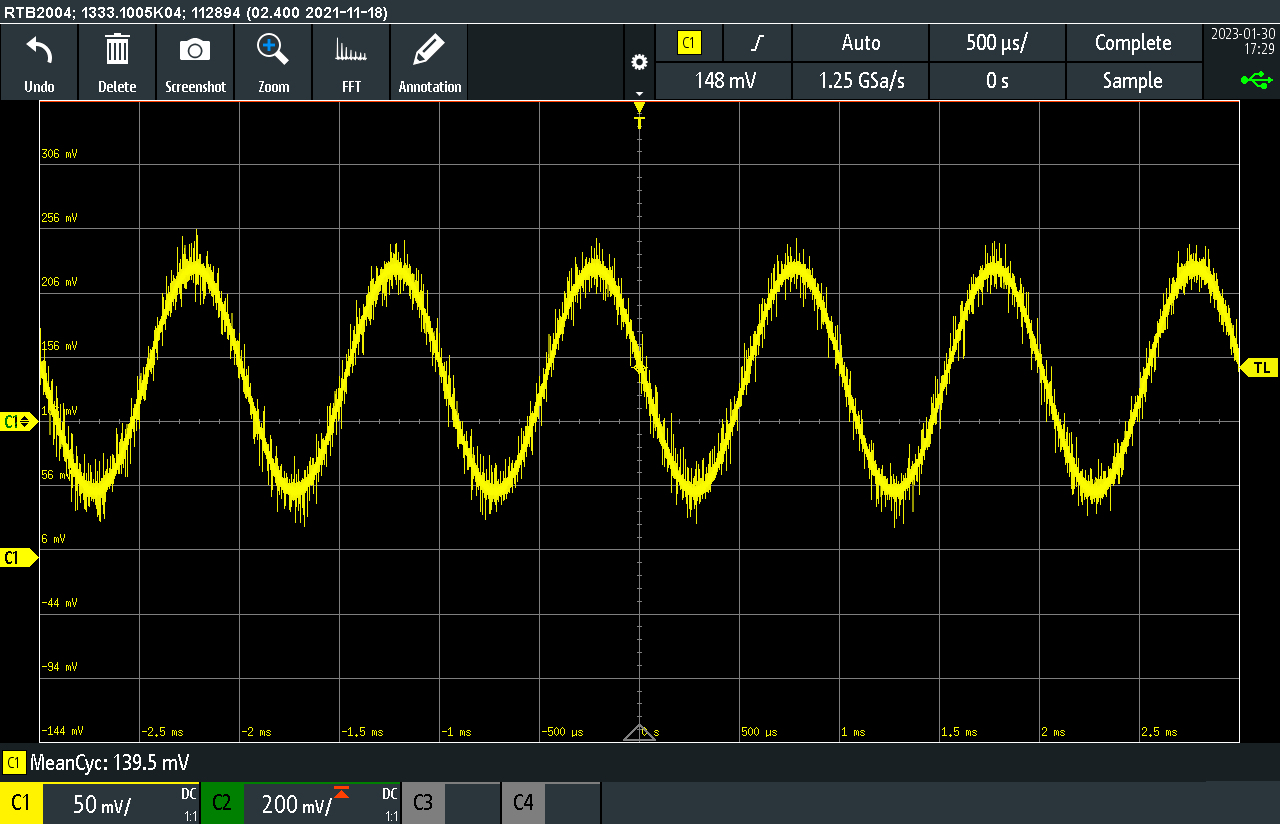 RTB2004; 1333.1005K04; 112894 (02.400 2021-11-18)
Undo
Delete
Screenshot
Zoom
FFT
Annotation
C1
Auto
500 µs/
Complete
2023-01-30
17:29
148 mV
1.25 GSa/s
0 s
Sample
T
306 mV
256 mV
206 mV
156 mV
TL
C1
56 m
6 mV
C1
-44 mV
-94 mV
-144 mV
-2.5 ms
-2 ms
-1.5 ms
-1 ms
-500 µs
0 s
500 µs
1 ms
1.5 ms
2 ms
2.5 ms
C1 MeanCyc: 139.5 mV
C1
50 mV/
DC
1:1
C2
200 mV/
DC
1:1
C3
C4